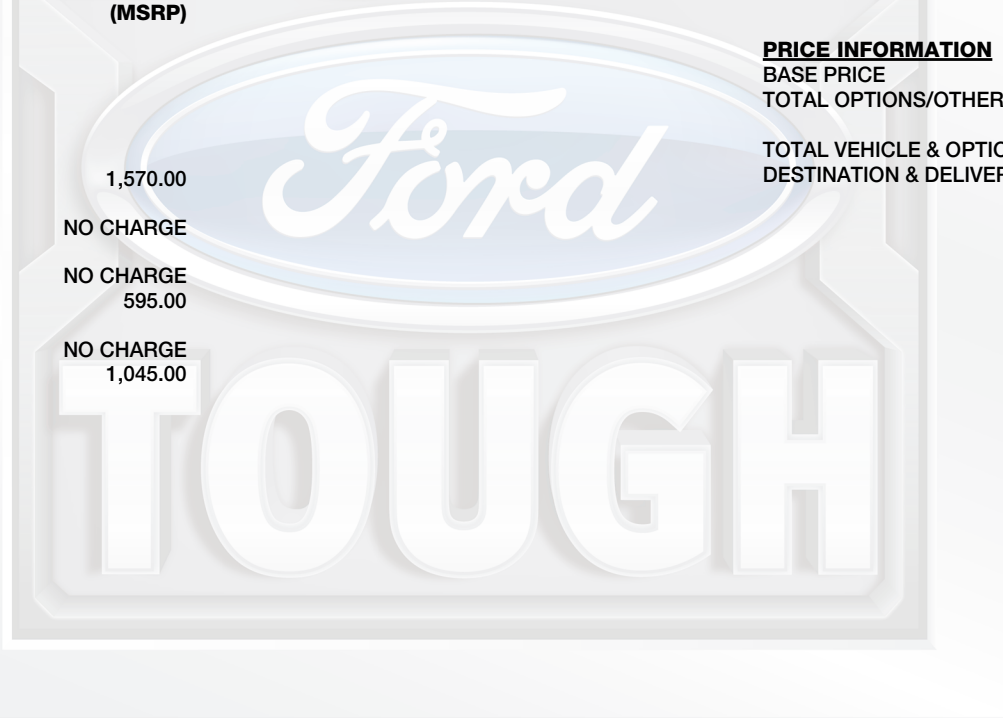 (MSRP)
1,570.00
NO CHARGE
NO CHARGE
595.00
NO CHARGE
1,045.00
PRICE INFORMATION
BASE PRICE
TOTAL OPTIONS/OTHER
TOTAL VEHICLE & OPTIO
DESTINATION & DELIVER
Ford
TOUGH